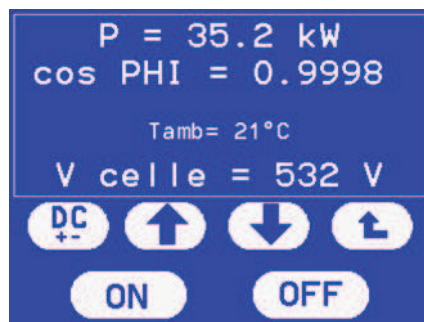 P = 35.2 kW
cos PHI = 0.9998
Tamb= 21°C
V celle = 532 V
DC
+-
ON OFF